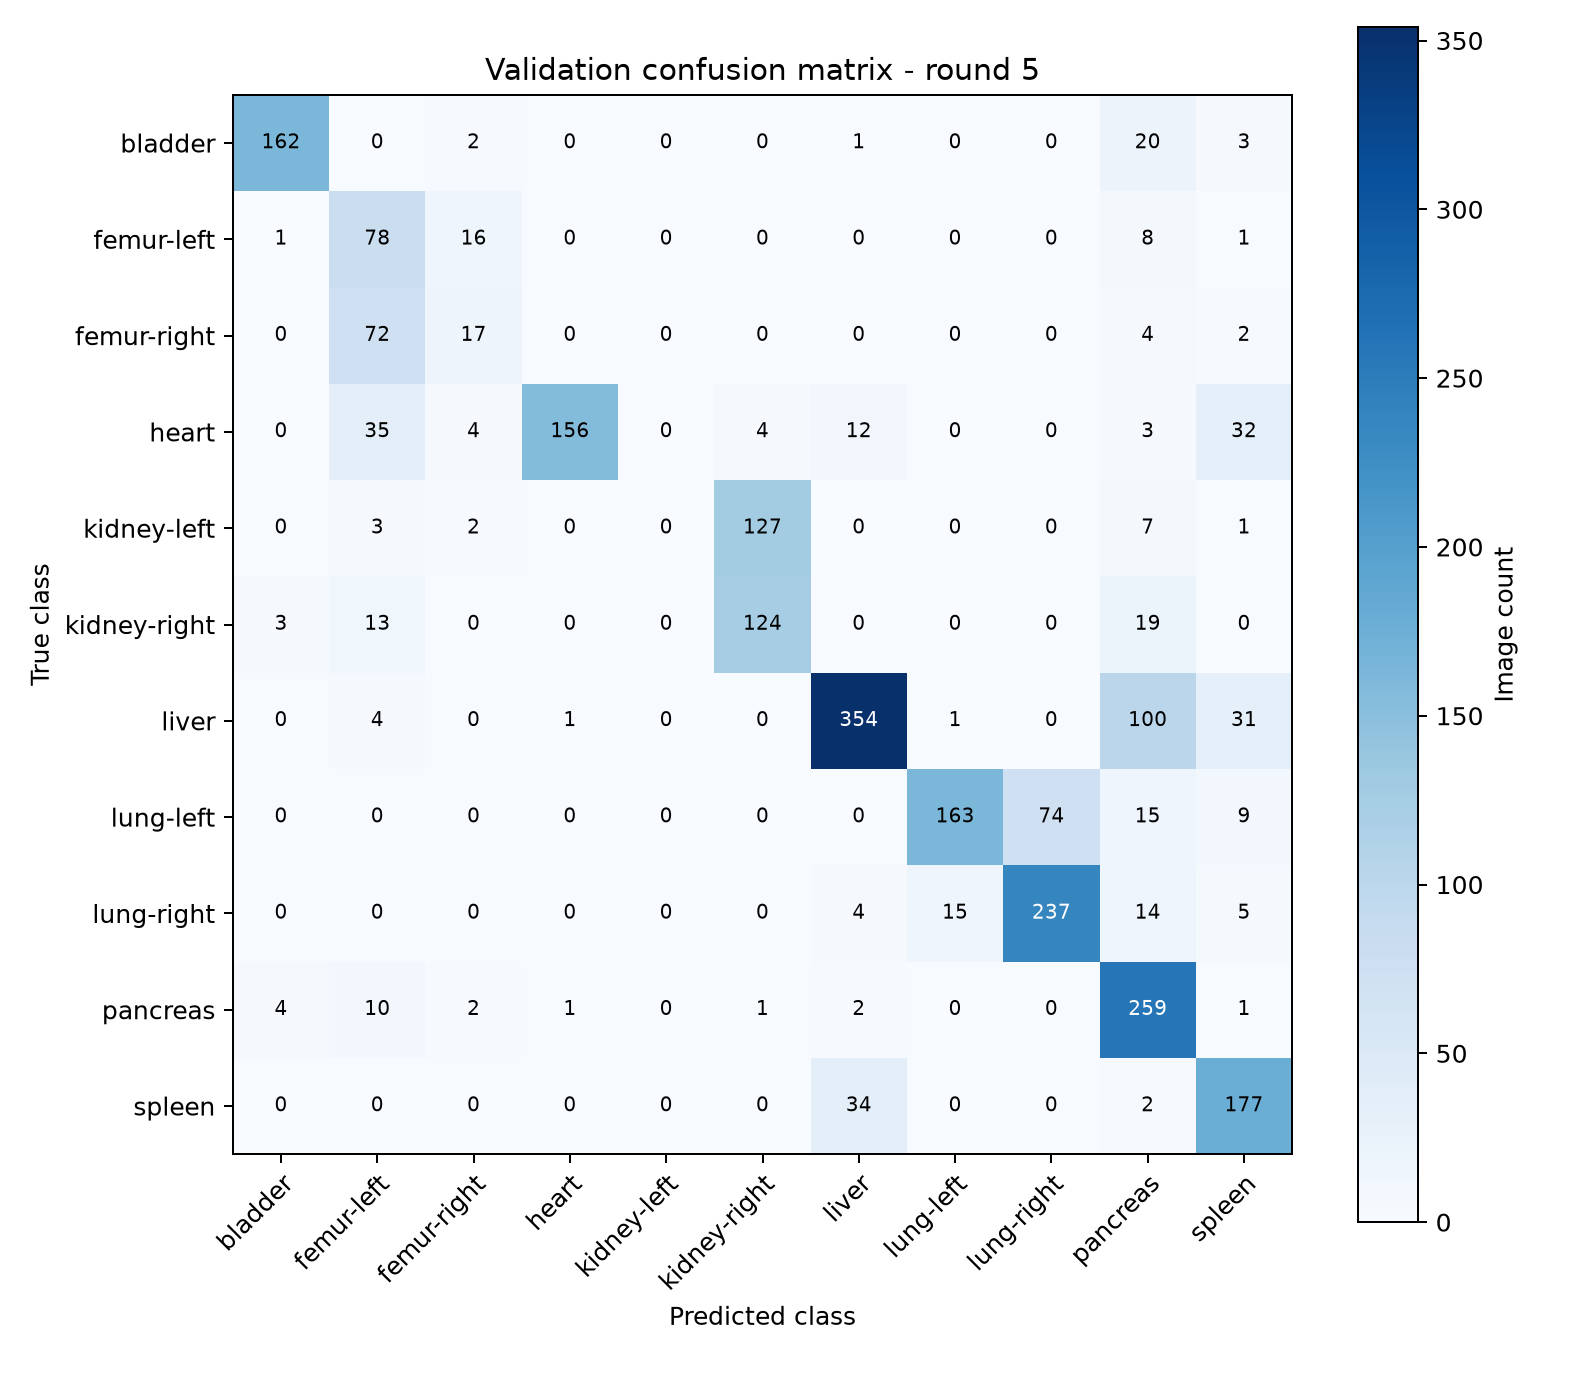 Validation confusion matrix - round 5
bladder 162 0 2 0 0 0 1 0 0 20 3
femur-left 1 78 16 0 0 0 0 0 0 8 1
femur-right 0 72 17 0 0 0 0 0 0 4 2
heart 0 35 4 156 0 4 12 0 0 3 32
kidney-left 0 3 2 0 0 127 0 0 0 7 1
kidney-right 3 13 0 0 0 124 0 0 0 19 0
liver 0 4 0 1 0 0 354 1 0 100 31
lung-left 0 0 0 0 0 0 0 163 74 15 9
lung-right 0 0 0 0 0 0 4 15 237 14 5
pancreas 4 10 2 1 0 1 2 0 0 259 1
spleen 0 0 0 0 0 0 34 0 0 2 177
bladder femur-left femur-right heart kidney-left kidney-right liver lung-left lung-right pancreas spleen
Predicted class
True class
350
300
250
200
150
100
50
0
Image count